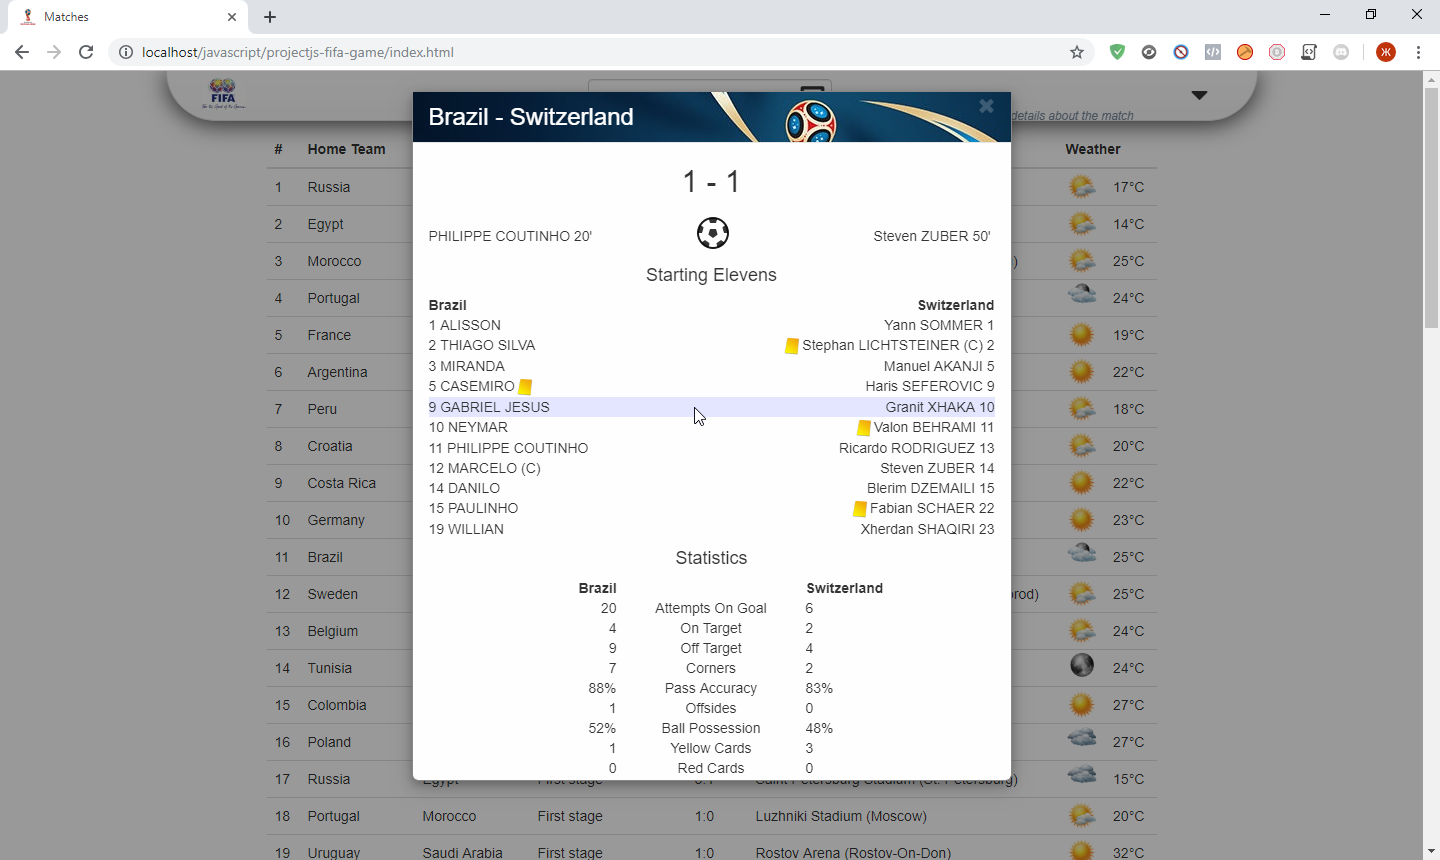 Matches
localhost/javascript/projectjs-fifa-game/index.html
Ж
FIFA
details about the match
Brazil - Switzerland
1 - 1
PHILIPPE COUTINHO 20' Steven ZUBER 50'
Starting Elevens
Brazil Switzerland
1 ALISSON Yann SOMMER 1
2 THIAGO SILVA Stephan LICHTSTEINER (C) 2
3 MIRANDA Manuel AKANJI 5
5 CASEMIRO Haris SEFEROVIC 9
9 GABRIEL JESUS Granit XHAKA 10
10 NEYMAR Valon BEHRAMI 11
11 PHILIPPE COUTINHO Ricardo RODRIGUEZ 13
12 MARCELO (C) Steven ZUBER 14
14 DANILO Blerim DZEMAILI 15
15 PAULINHO Fabian SCHAER 22
19 WILLIAN Xherdan SHAQIRI 23
Statistics
Brazil Switzerland
20 Attempts On Goal 6
4 On Target 2
9 Off Target 4
7 Corners 2
88% Pass Accuracy 83%
1 Offsides 0
52% Ball Possession 48%
1 Yellow Cards 3
0 Red Cards 0
# Home Team Weather
1 Russia 17°C
2 Egypt 14°C
3 Morocco ) 25°C
4 Portugal 24°C
5 France 19°C
6 Argentina 22°C
7 Peru 18°C
8 Croatia 20°C
9 Costa Rica 22°C
10 Germany 23°C
11 Brazil 25°C
12 Sweden rod) 25°C
13 Belgium 24°C
14 Tunisia 24°C
15 Colombia 27°C
16 Poland 27°C
17 Russia Egypt First stage Saint Petersburg Stadium (St. Petersburg) 15°C
18 Portugal Morocco First stage 1:0 Luzhniki Stadium (Moscow) 20°C
19 Uruguay Saudi Arabia First stage 1:0 Rostov Arena (Rostov-On-Don) 32°C